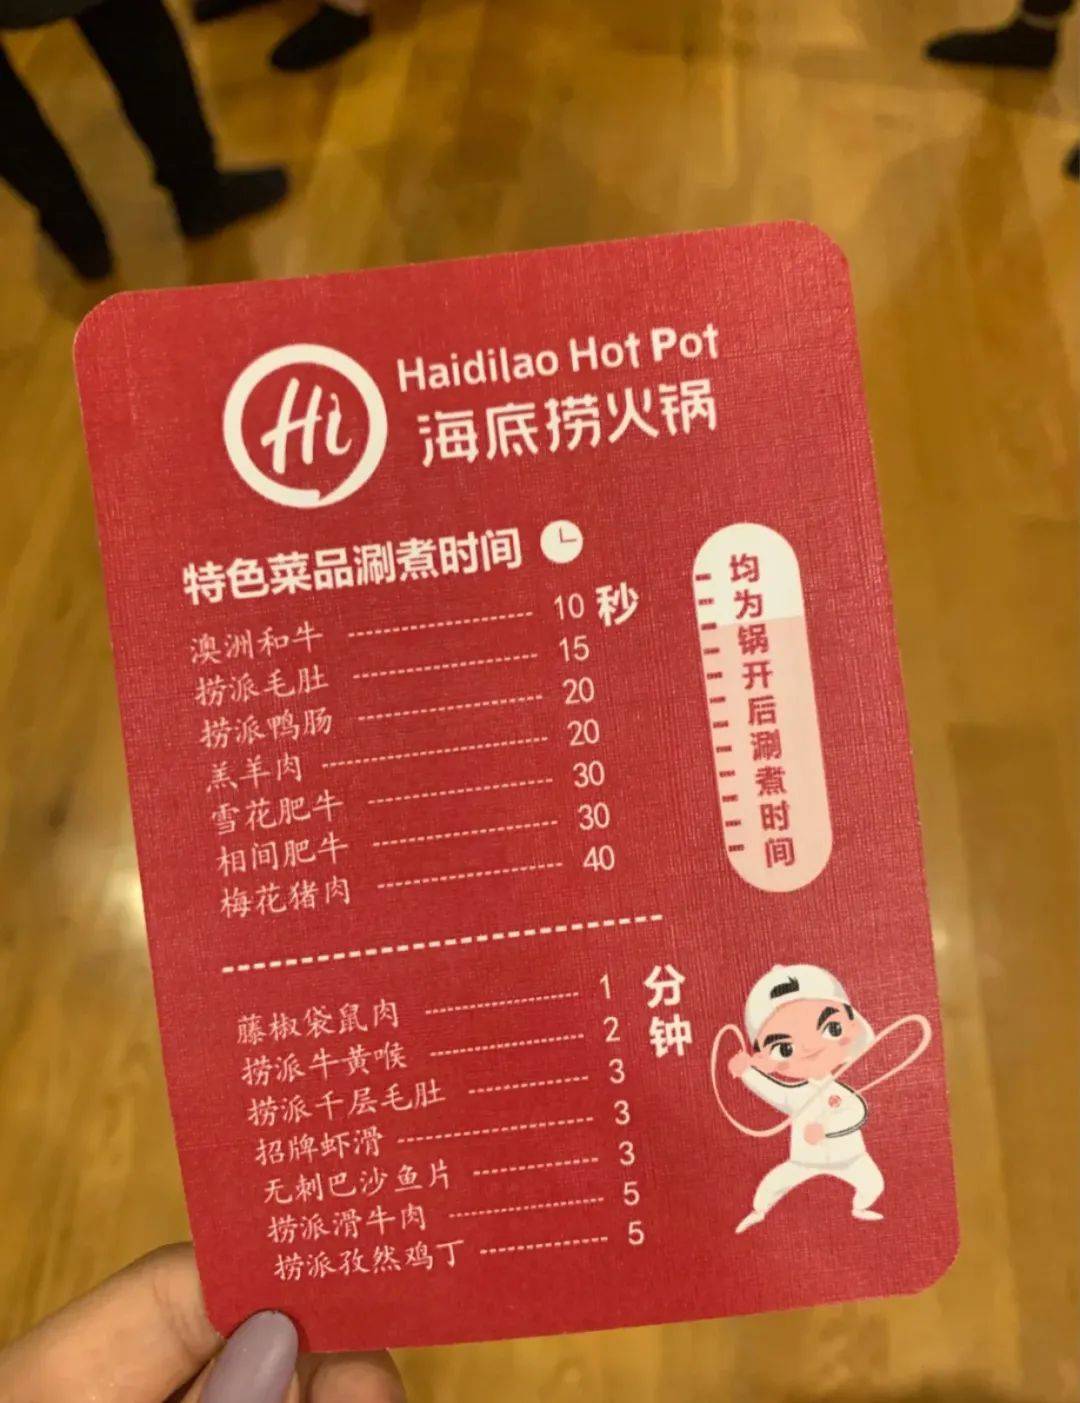 Hi
Haidilao Hot Pot
海底捞火锅
特色菜品涮煮时间
澳洲和牛 10 秒
捞派毛肚 15
捞派鸭肠 20
羔羊肉 20
雪花肥牛 30
相间肥牛 30
梅花猪肉 40
均为锅开后涮煮时间
藤椒袋鼠肉 1 分钟
捞派牛黄喉 2
捞派千层毛肚 3
招牌虾滑 3
无刺巴沙鱼片 3
捞派滑牛肉 5
捞派孜然鸡丁 5